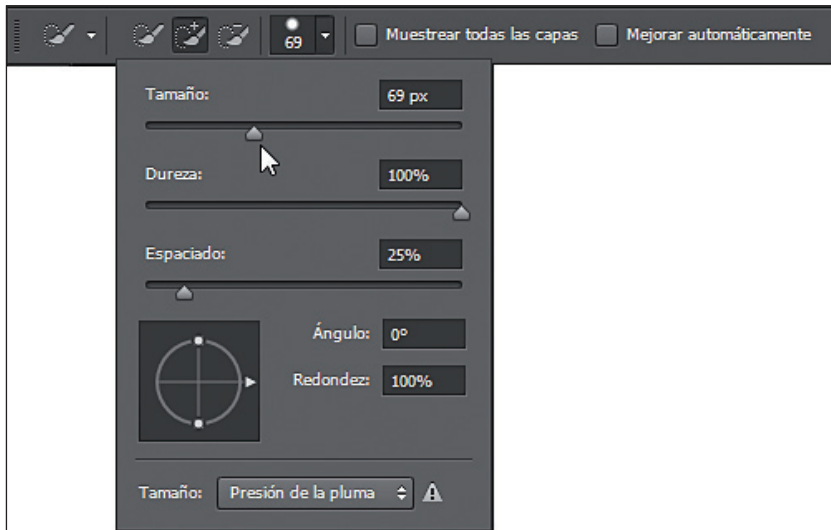 69 Muestrear todas las capas Mejorar automáticamente
Tamaño: 69 px
Dureza: 100%
Espaciado: 25%
Ángulo: 0º
Redondez: 100%
Tamaño: Presión de la pluma